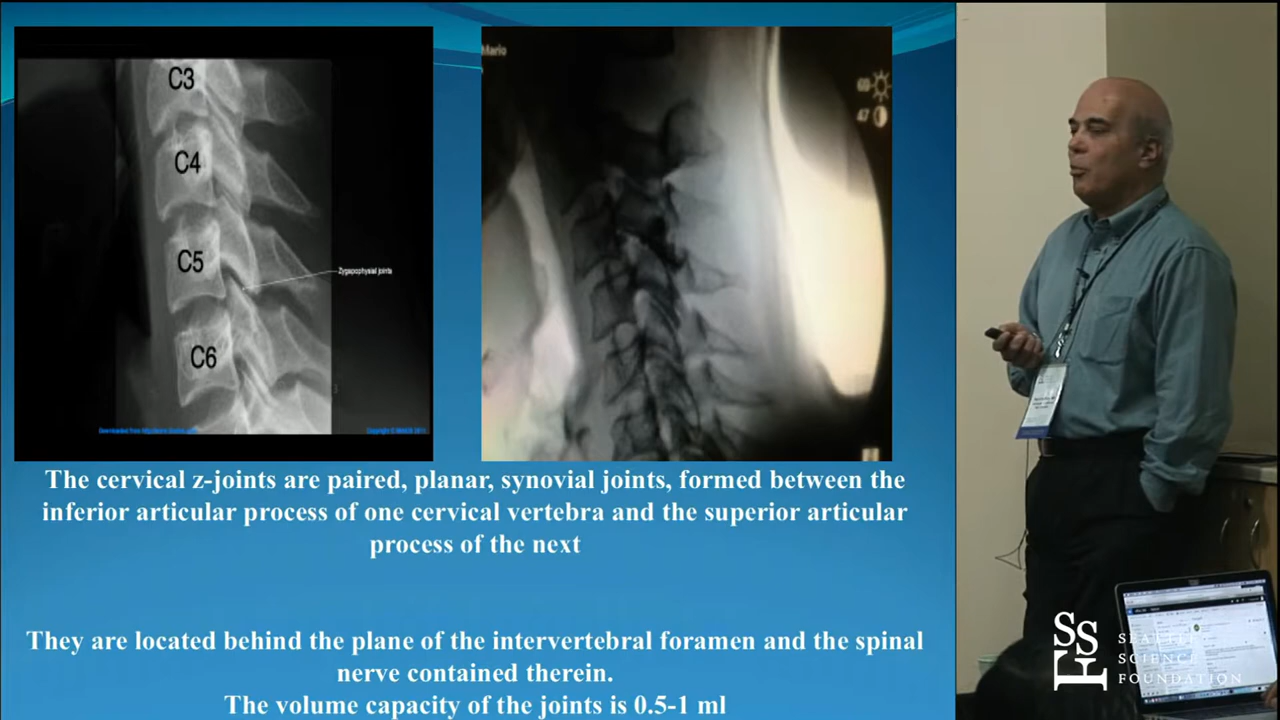 C3
C4
C5
C6
Zygapophysial joints
Mario
69
47
The cervical z-joints are paired, planar, synovial joints, formed between the
inferior articular process of one cervical vertebra and the superior articular
process of the next
They are located behind the plane of the intervertebral foramen and the spinal
nerve contained therein.
The volume capacity of the joints is 0.5-1 ml
SEATTLE
SCIENCE
FOUNDATION